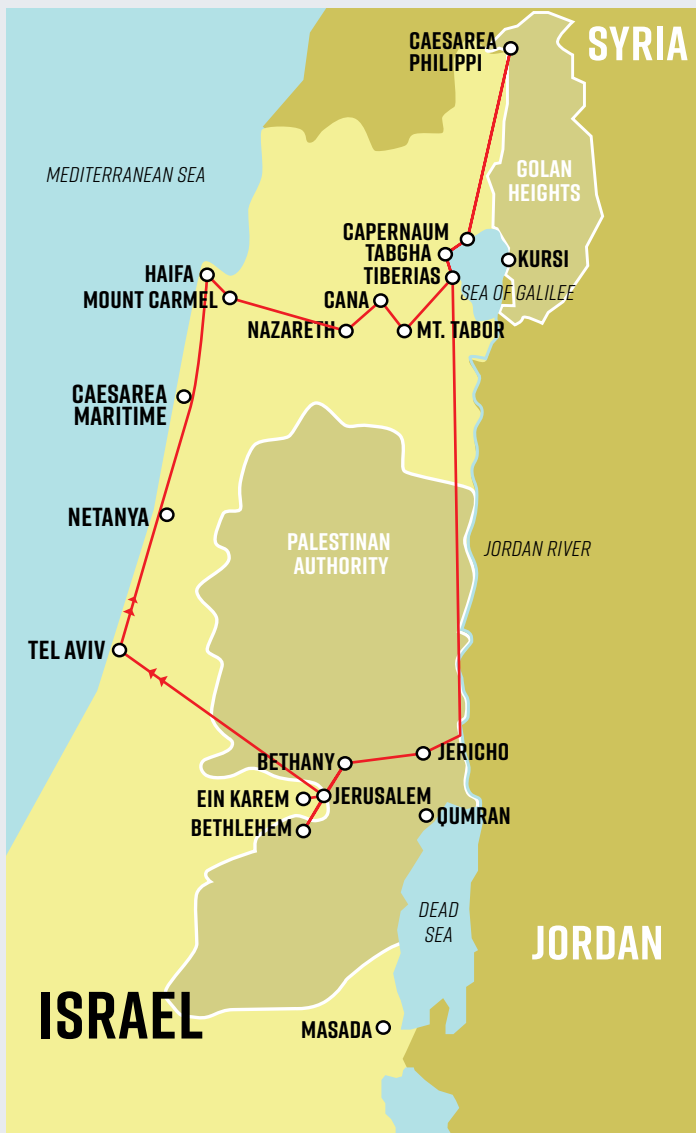 CAESAREA
PHILIPPI
SYRIA
MEDITERRANEAN SEA
GOLAN
HEIGHTS
CAPERNAUM
TABGHA
TIBERIAS
KURSI
SEA OF GALILEE
HAIFA
MOUNT CARMEL
CANA
NAZARETH
MT. TABOR
CAESAREA
MARITIME
NETANYA
PALESTINAN
AUTHORITY
JORDAN RIVER
TEL AVIV
BETHANY
JERICHO
EIN KAREM
JERUSALEM
BETHLEHEM
QUMRAN
DEAD
SEA
JORDAN
ISRAEL
MASADA